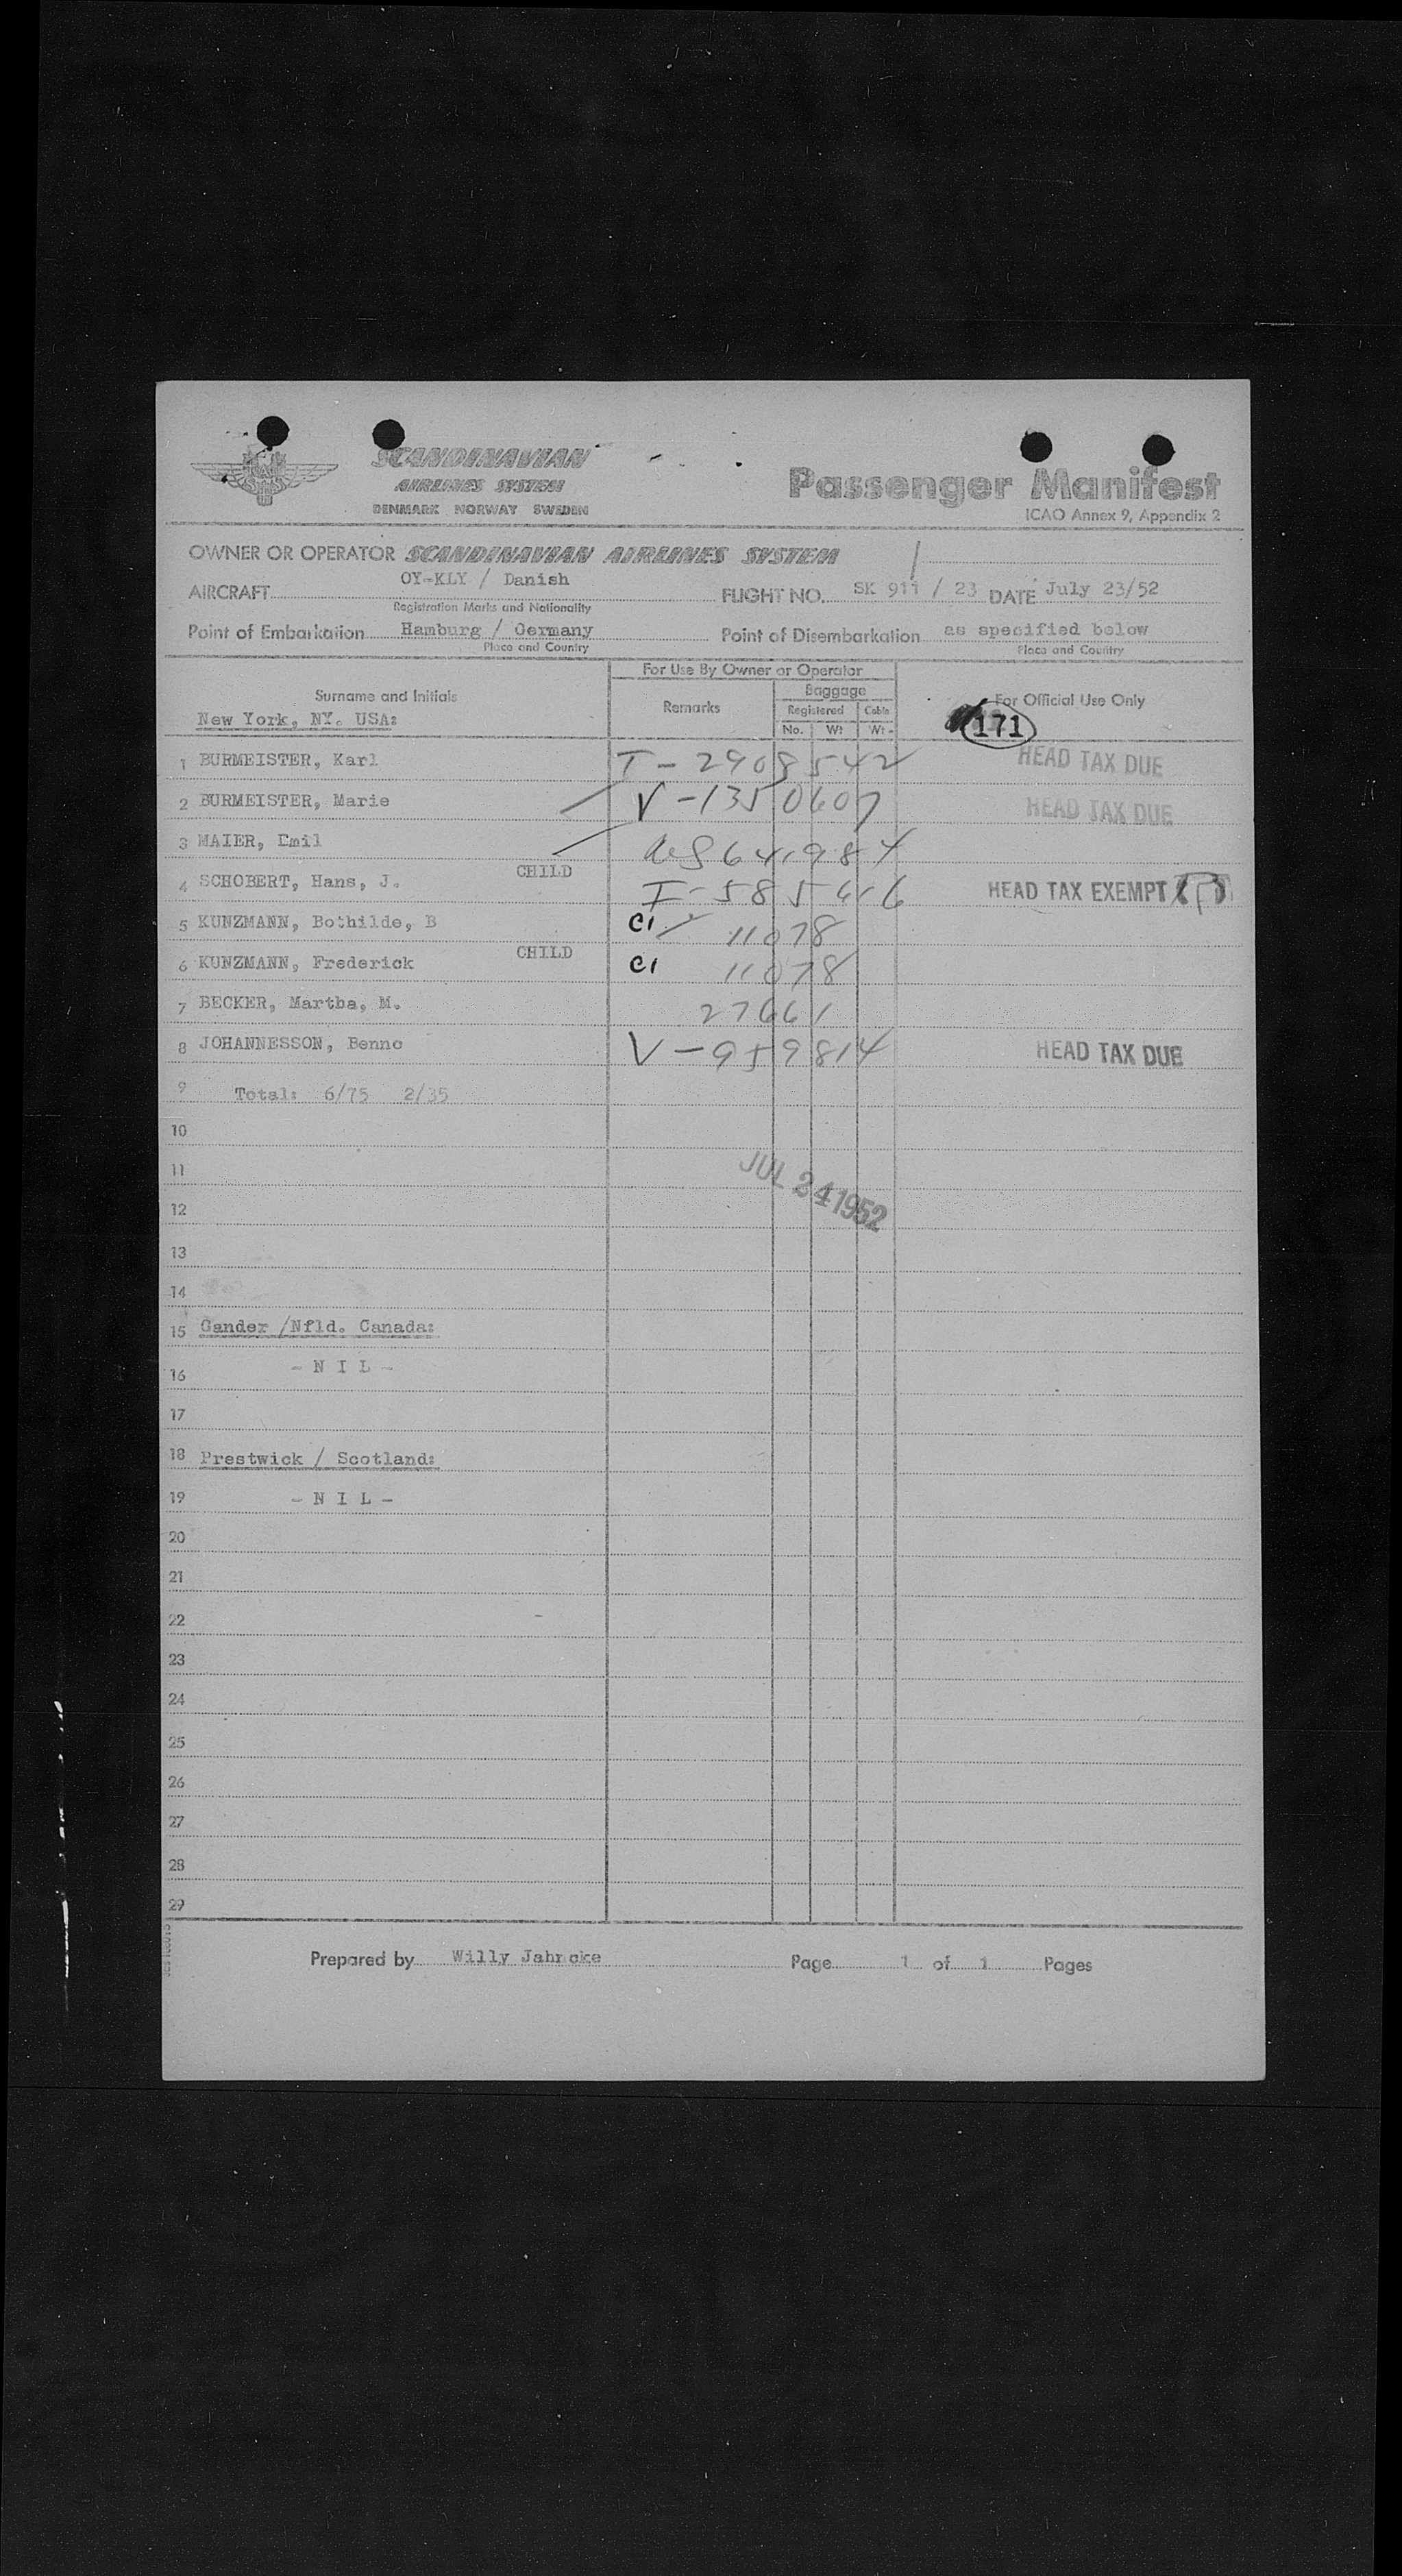 SCANDINAVIAN
AIRLINES SYSTEM
DENMARK NORWAY SWEDEN
Passenger Manifest
ICAO Annex 9, Appendix 2
OWNER OR OPERATOR SCANDINAVIAN AIRLINES SYSTEM
AIRCRAFT OY-KLY / Danish FLIGHT NO. SK 911 / 23 DATE July 23/52
Registration Marks and Nationality
Point of Embarkation Hamburg / Germany Point of Disembarkation as specified below
Place and Country Place and Country
For Use By Owner or Operator
Surname and Initials Remarks Baggage For Official Use Only
Registered Cabin
No. Wt Wt
New York, NY. USA: 171
1 BURMEISTER, Karl T-2908542 HEAD TAX DUE
2 BURMEISTER, Marie V-1350607 HEAD TAX DUE
3 MAIER, Emil
4 SCHOBERT, Hans, J. CHILD I-585616 HEAD TAX EXEMPT
5 KUNZMANN, Bothilde, B C1 11078
6 KUNZMANN, Frederick CHILD C1 11078
7 BECKER, Martha, M. 27661
8 JOHANNESSON, Benno V-959814 HEAD TAX DUE
9 Total: 6/75 2/35
10
11 JUL 24 1952
12
13
14
15 Gander /Nfld. Canada:
16 - N I L -
17
18 Prestwick / Scotland:
19 - N I L -
20
21
22
23
24
25
26
27
28
29
Prepared by Willy Jahncke Page 1 of 1 Pages